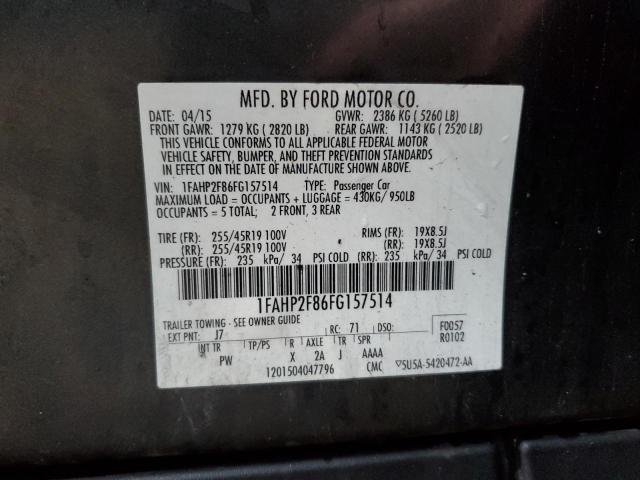 MFD. BY FORD MOTOR CO.
DATE: 04/15 GVWR: 2386 KG ( 5260 LB)
FRONT GAWR: 1279 KG ( 2820 LB) REAR GAWR: 1143 KG ( 2520 LB)
THIS VEHICLE CONFORMS TO ALL APPLICABLE FEDERAL MOTOR
VEHICLE SAFETY, BUMPER, AND THEFT PREVENTION STANDARDS
IN EFFECT ON THE DATE OF MANUFACTURE SHOWN ABOVE.
VIN: 1FAHP2F86FG157514 TYPE: Passenger Car
MAXIMUM LOAD = OCCUPANTS + LUGGAGE = 430KG/ 950LB
OCCUPANTS = 5 TOTAL; 2 FRONT, 3 REAR
TIRE (FR): 255/45R19 100V RIMS (FR): 19X8.5J
(RR): 255/45R19 100V (RR): 19X8.5J
PRESSURE (FR): 235 kPa/ 34 PSI COLD (RR): 235 kPa/ 34 PSI COLD
1FAHP2F86FG157514
TRAILER TOWING - SEE OWNER GUIDE
EXT PNT: J7 RC: 71 DSO: F0057
INT TR TP/PS R AXLE TR SPR R0102
PW X 2A J AAAA
1201504047796 CMC ▽5U5A-5420472-AA